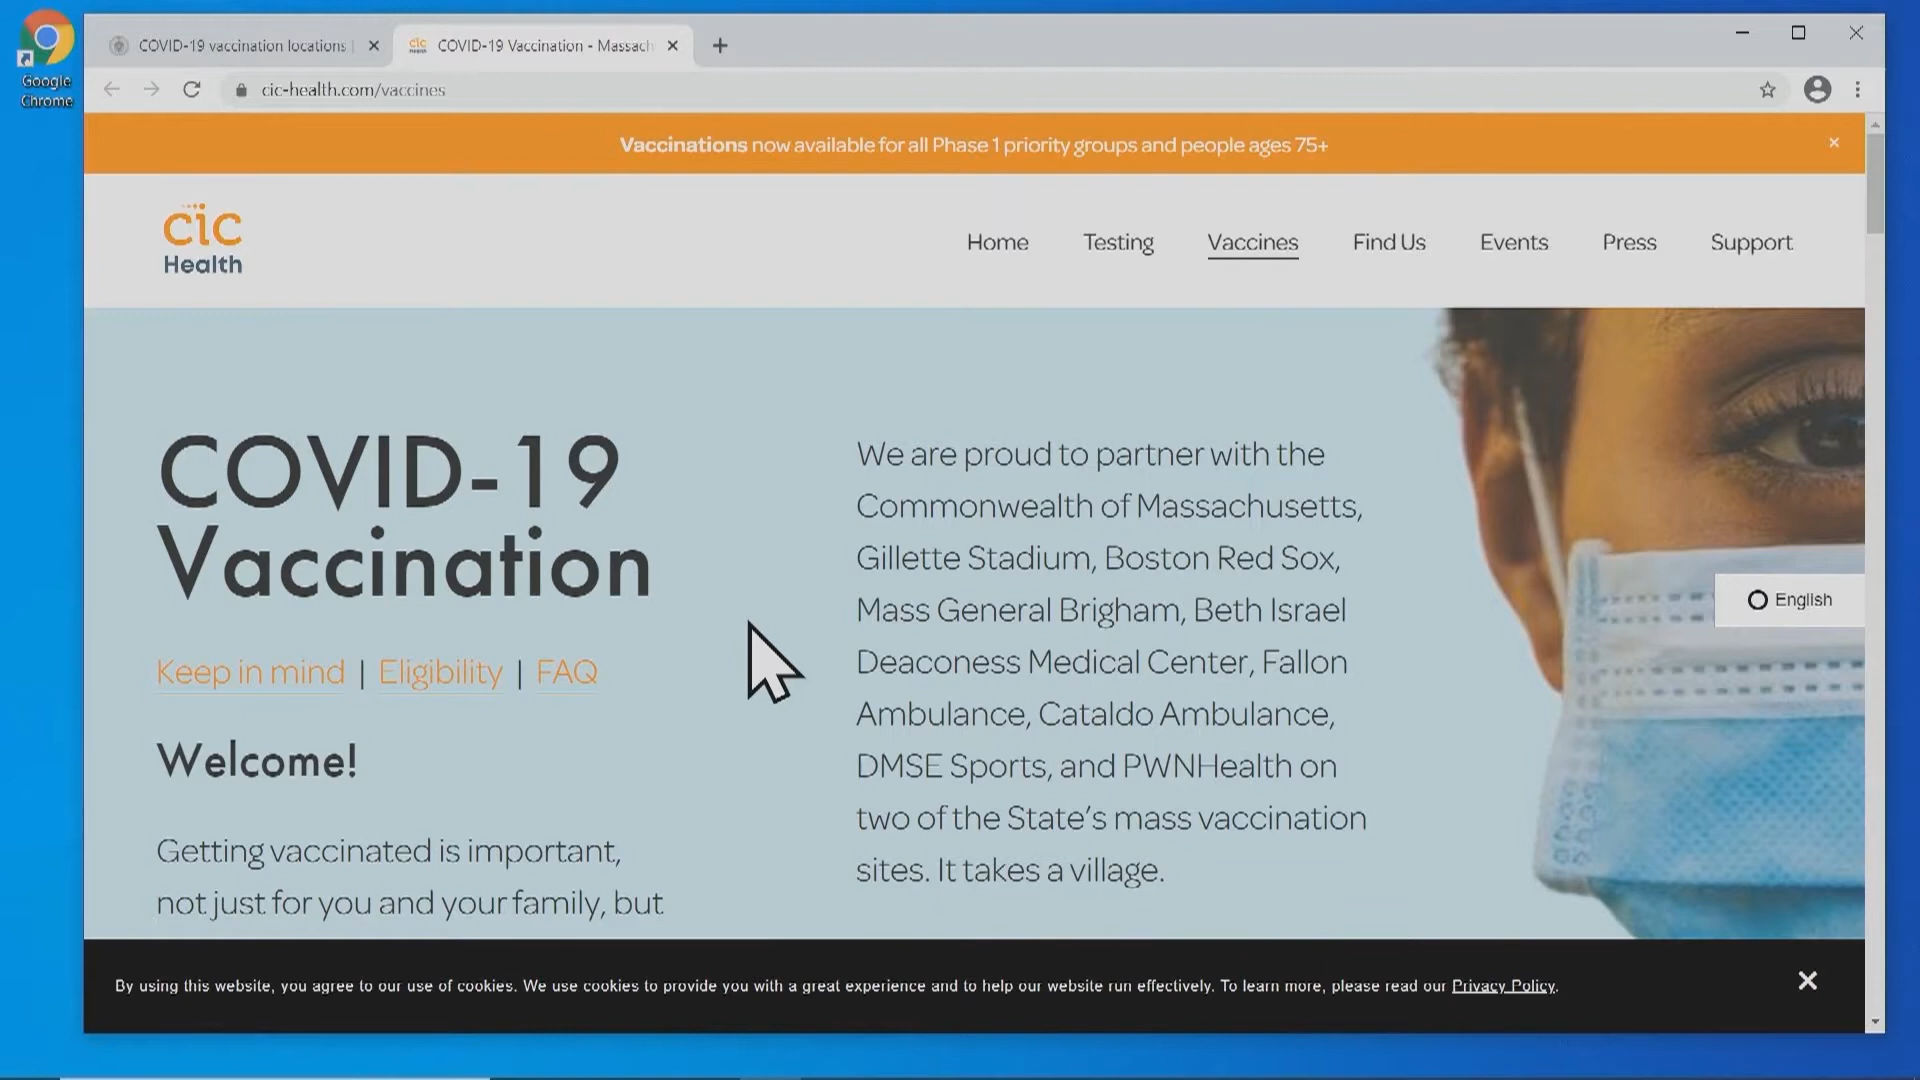 Google
Chrome
COVID-19 vaccination locations |
COVID-19 Vaccination - Massach
cic-health.com/vaccines
Vaccinations now available for all Phase 1 priority groups and people ages 75+
cic
Health
Home Testing Vaccines Find Us Events Press Support
COVID-19
Vaccination
Keep in mind | Eligibility | FAQ
Welcome!
Getting vaccinated is important,
not just for you and your family, but
We are proud to partner with the
Commonwealth of Massachusetts,
Gillette Stadium, Boston Red Sox,
Mass General Brigham, Beth Israel
Deaconess Medical Center, Fallon
Ambulance, Cataldo Ambulance,
DMSE Sports, and PWNHealth on
two of the State's mass vaccination
sites. It takes a village.
English
By using this website, you agree to our use of cookies. We use cookies to provide you with a great experience and to help our website run effectively. To learn more, please read our Privacy Policy.